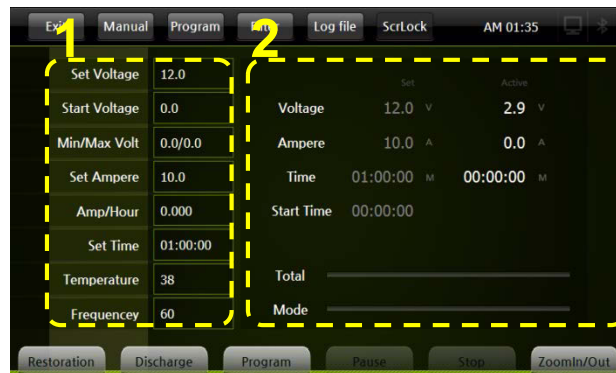 Exit Manual Program Filter Log file ScrLock AM 01:35
1 2
Set Voltage 12.0
Start Voltage 0.0
Min/Max Volt 0.0/0.0
Set Ampere 10.0
Amp/Hour 0.000
Set Time 01:00:00
Temperature 38
Frequencey 60
Set Active
Voltage 12.0 V 2.9 V
Ampere 10.0 A 0.0 A
Time 01:00:00 M 00:00:00 M
Start Time 00:00:00
Total
Mode
Restoration Discharge Program Pause Stop ZoomIn/Out